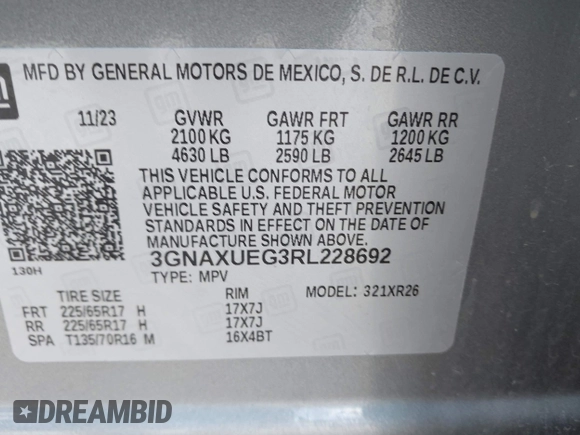 gm
MFD BY GENERAL MOTORS DE MEXICO, S. DE R.L. DE C.V.
11/23 GVWR GAWR FRT GAWR RR
2100 KG 1175 KG 1200 KG
4630 LB 2590 LB 2645 LB
THIS VEHICLE CONFORMS TO ALL
APPLICABLE U.S. FEDERAL MOTOR
VEHICLE SAFETY AND THEFT PREVENTION
STANDARDS IN EFFECT ON THE DATE OF
MANUFACTURE SHOWN ABOVE.
130H
3GNAXUEG3RL228692
TYPE: MPV
TIRE SIZE RIM MODEL: 321XR26
FRT 225/65R17 H 17X7J
RR 225/65R17 H 17X7J
SPA T135/70R16 M 16X4BT
DREAMBID